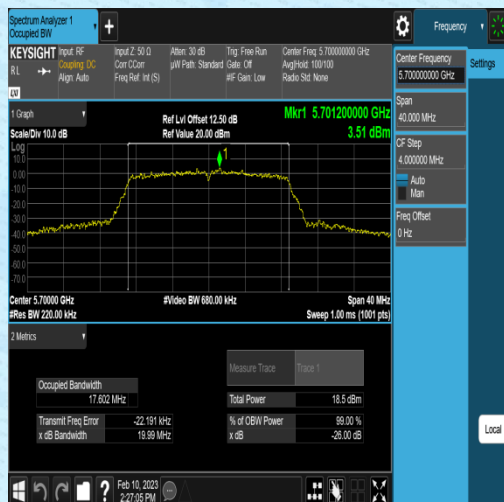 Spectrum Analyzer 1
Occupied BW
Frequency
KEYSIGHT
Input: RF
Coupling: DC
Align: Auto
Input Z: 50 Ω
Corr CCorr
Freq Ref: Int (S)
Atten: 30 dB
µW Path: Standard
Trig: Free Run
Gate: Off
#IF Gain: Low
Center Freq: 5.700000000 GHz
Avg|Hold: 100/100
Radio Std: None
R L
1 Graph
Scale/Div 10.0 dB
Ref Lvl Offset 12.50 dB
Ref Value 20.00 dBm
Mkr1 5.701200000 GHz
3.51 dBm
Log
10.0
0.00
-10.0
-20.0
-30.0
-40.0
-50.0
-60.0
-70.0
1
Center 5.70000 GHz
#Res BW 220.00 kHz
#Video BW 680.00 kHz
Span 40 MHz
Sweep 1.00 ms (1001 pts)
2 Metrics
Measure Trace
Trace 1
Occupied Bandwidth
17.602 MHz
Total Power
18.5 dBm
Transmit Freq Error
-22.191 kHz
% of OBW Power
99.00 %
x dB Bandwidth
19.99 MHz
x dB
-26.00 dB
Center Frequency
5.700000000 GHz
Settings
Span
40.000 MHz
CF Step
4.000000 MHz
Auto
Man
Freq Offset
0 Hz
Local
?
Feb 10, 2023
2:27:05 PM